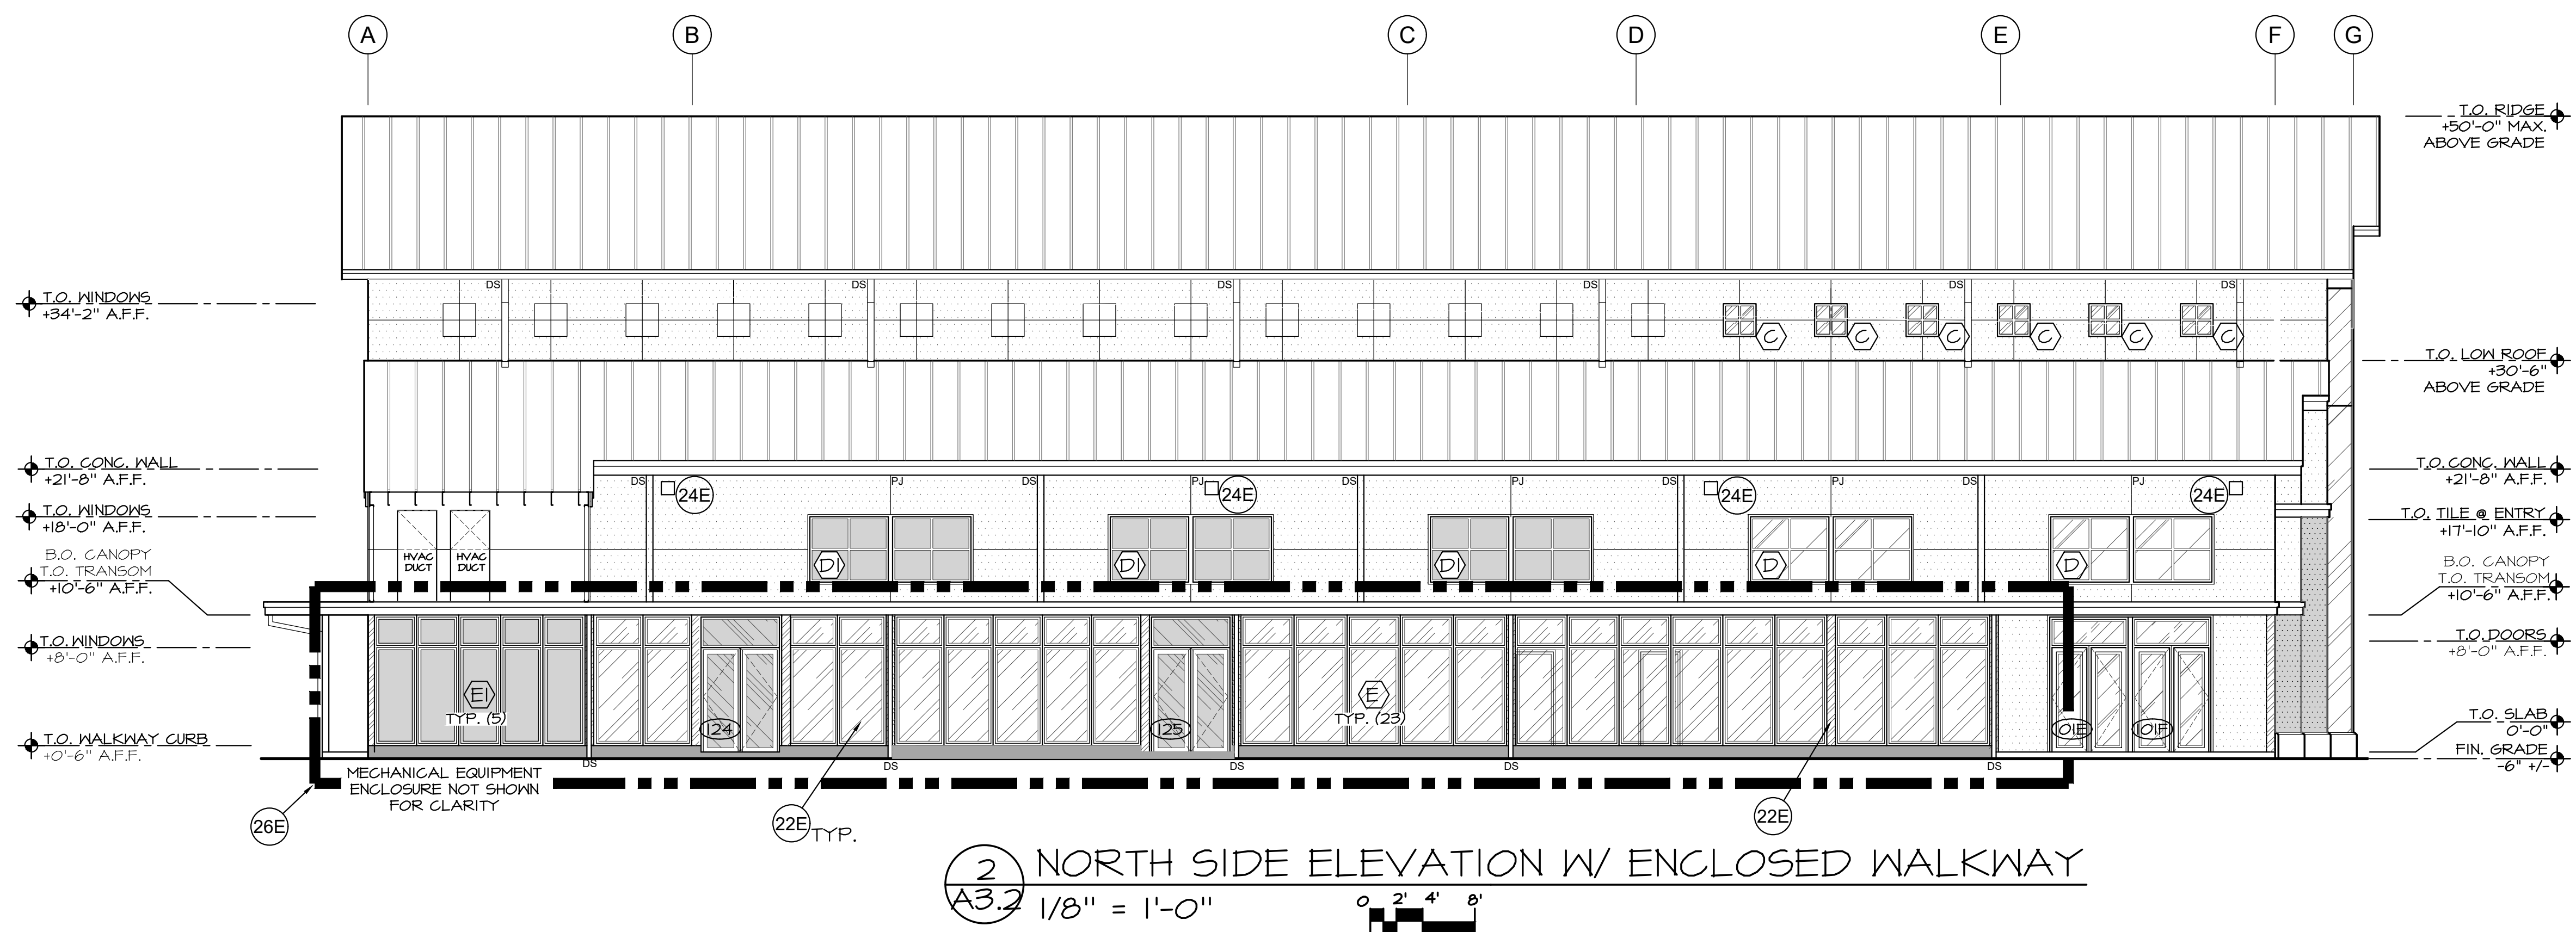 A B C D E F G
T.O. RIDGE
+50'-0" MAX.
ABOVE GRADE
T.O. WINDOWS
+34'-2" A.F.F.
DS DS DS DS DS DS
C C C C C C
T.O. LOW ROOF
+30'-6"
ABOVE GRADE
T.O. CONC. WALL
+21'-8" A.F.F.
T.O. CONC. WALL
+21'-8" A.F.F.
DS 24E PJ DS PJ 24E DS PJ DS 24E PJ DS PJ 24E
T.O. WINDOWS
+18'-0" A.F.F.
T.O. TILE @ ENTRY
+17'-10" A.F.F.
HVAC
DUCT
HVAC
DUCT
D1 D1 D1 D D
B.O. CANOPY
T.O. TRANSOM
+10'-6" A.F.F.
B.O. CANOPY
T.O. TRANSOM
+10'-6" A.F.F.
T.O. WINDOWS
+8'-0" A.F.F.
T.O. DOORS
+8'-0" A.F.F.
E1
TYP. (5)
E
TYP. (23)
124 125 101E 101F
T.O. WALKWAY CURB
+0'-6" A.F.F.
T.O. SLAB
0'-0"
FIN. GRADE
-6" +/-
DS DS DS DS DS
MECHANICAL EQUIPMENT
ENCLOSURE NOT SHOWN
FOR CLARITY
26E
22E TYP.
22E
2
A3.2
NORTH SIDE ELEVATION W/ ENCLOSED WALKWAY
1/8" = 1'-0"
0 2' 4' 8'